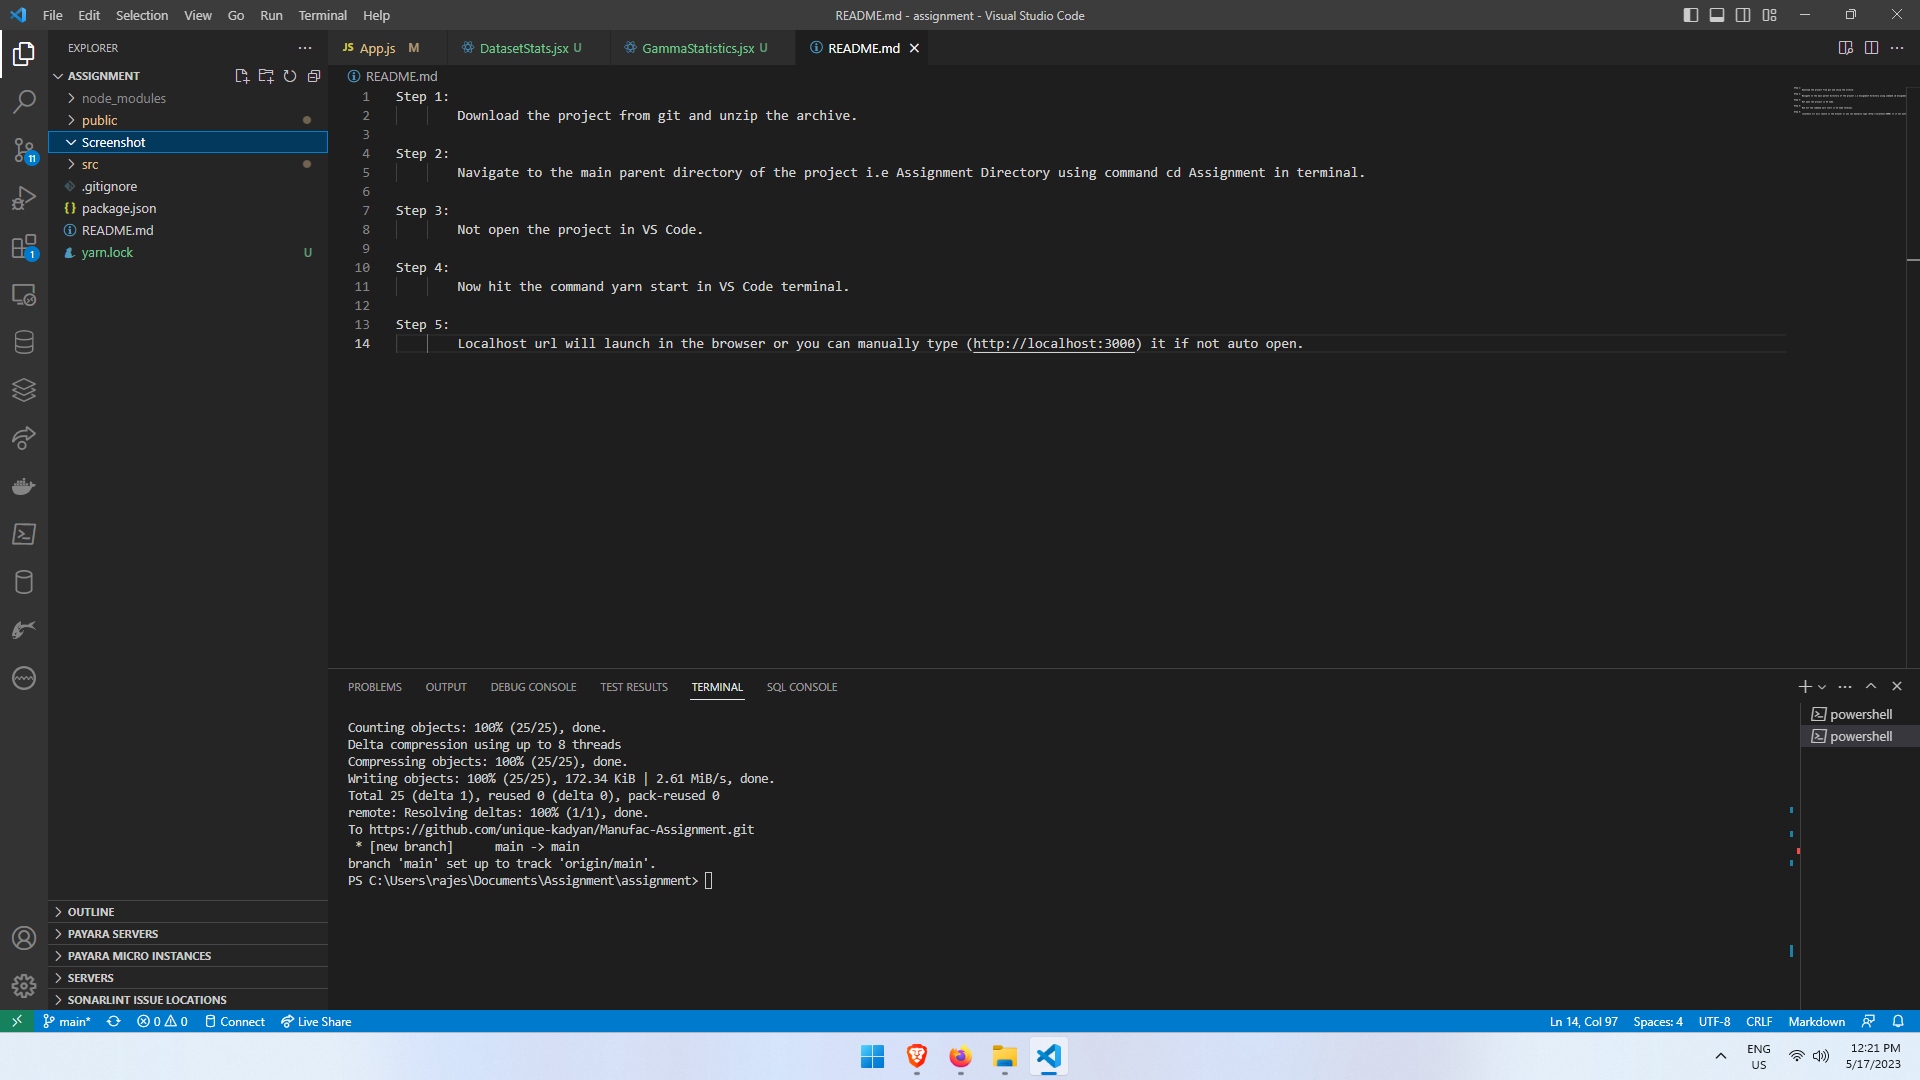 File Edit Selection View Go Run Terminal Help
README.md - assignment - Visual Studio Code
EXPLORER
ASSIGNMENT
node_modules
public
Screenshot
src
.gitignore
{} package.json
README.md
yarn.lock U
11
1
JS App.js M
DatasetStats.jsx U
GammaStatistics.jsx U
README.md
README.md
1 Step 1:
2 Download the project from git and unzip the archive.
3
4 Step 2:
5 Navigate to the main parent directory of the project i.e Assignment Directory using command cd Assignment in terminal.
6
7 Step 3:
8 Not open the project in VS Code.
9
10 Step 4:
11 Now hit the command yarn start in VS Code terminal.
12
13 Step 5:
14 Localhost url will launch in the browser or you can manually type (http://localhost:3000) it if not auto open.
PROBLEMS OUTPUT DEBUG CONSOLE TEST RESULTS TERMINAL SQL CONSOLE
Counting objects: 100% (25/25), done.
Delta compression using up to 8 threads
Compressing objects: 100% (25/25), done.
Writing objects: 100% (25/25), 172.34 KiB | 2.61 MiB/s, done.
Total 25 (delta 1), reused 0 (delta 0), pack-reused 0
remote: Resolving deltas: 100% (1/1), done.
To https://github.com/unique-kadyan/Manufac-Assignment.git
 * [new branch]      main -> main
branch 'main' set up to track 'origin/main'.
PS C:\Users\rajes\Documents\Assignment\assignment>
powershell
powershell
OUTLINE
PAYARA SERVERS
PAYARA MICRO INSTANCES
SERVERS
SONARLINT ISSUE LOCATIONS
main* 0 0 Connect Live Share
Ln 14, Col 97 Spaces: 4 UTF-8 CRLF Markdown
ENG
US
12:21 PM
5/17/2023